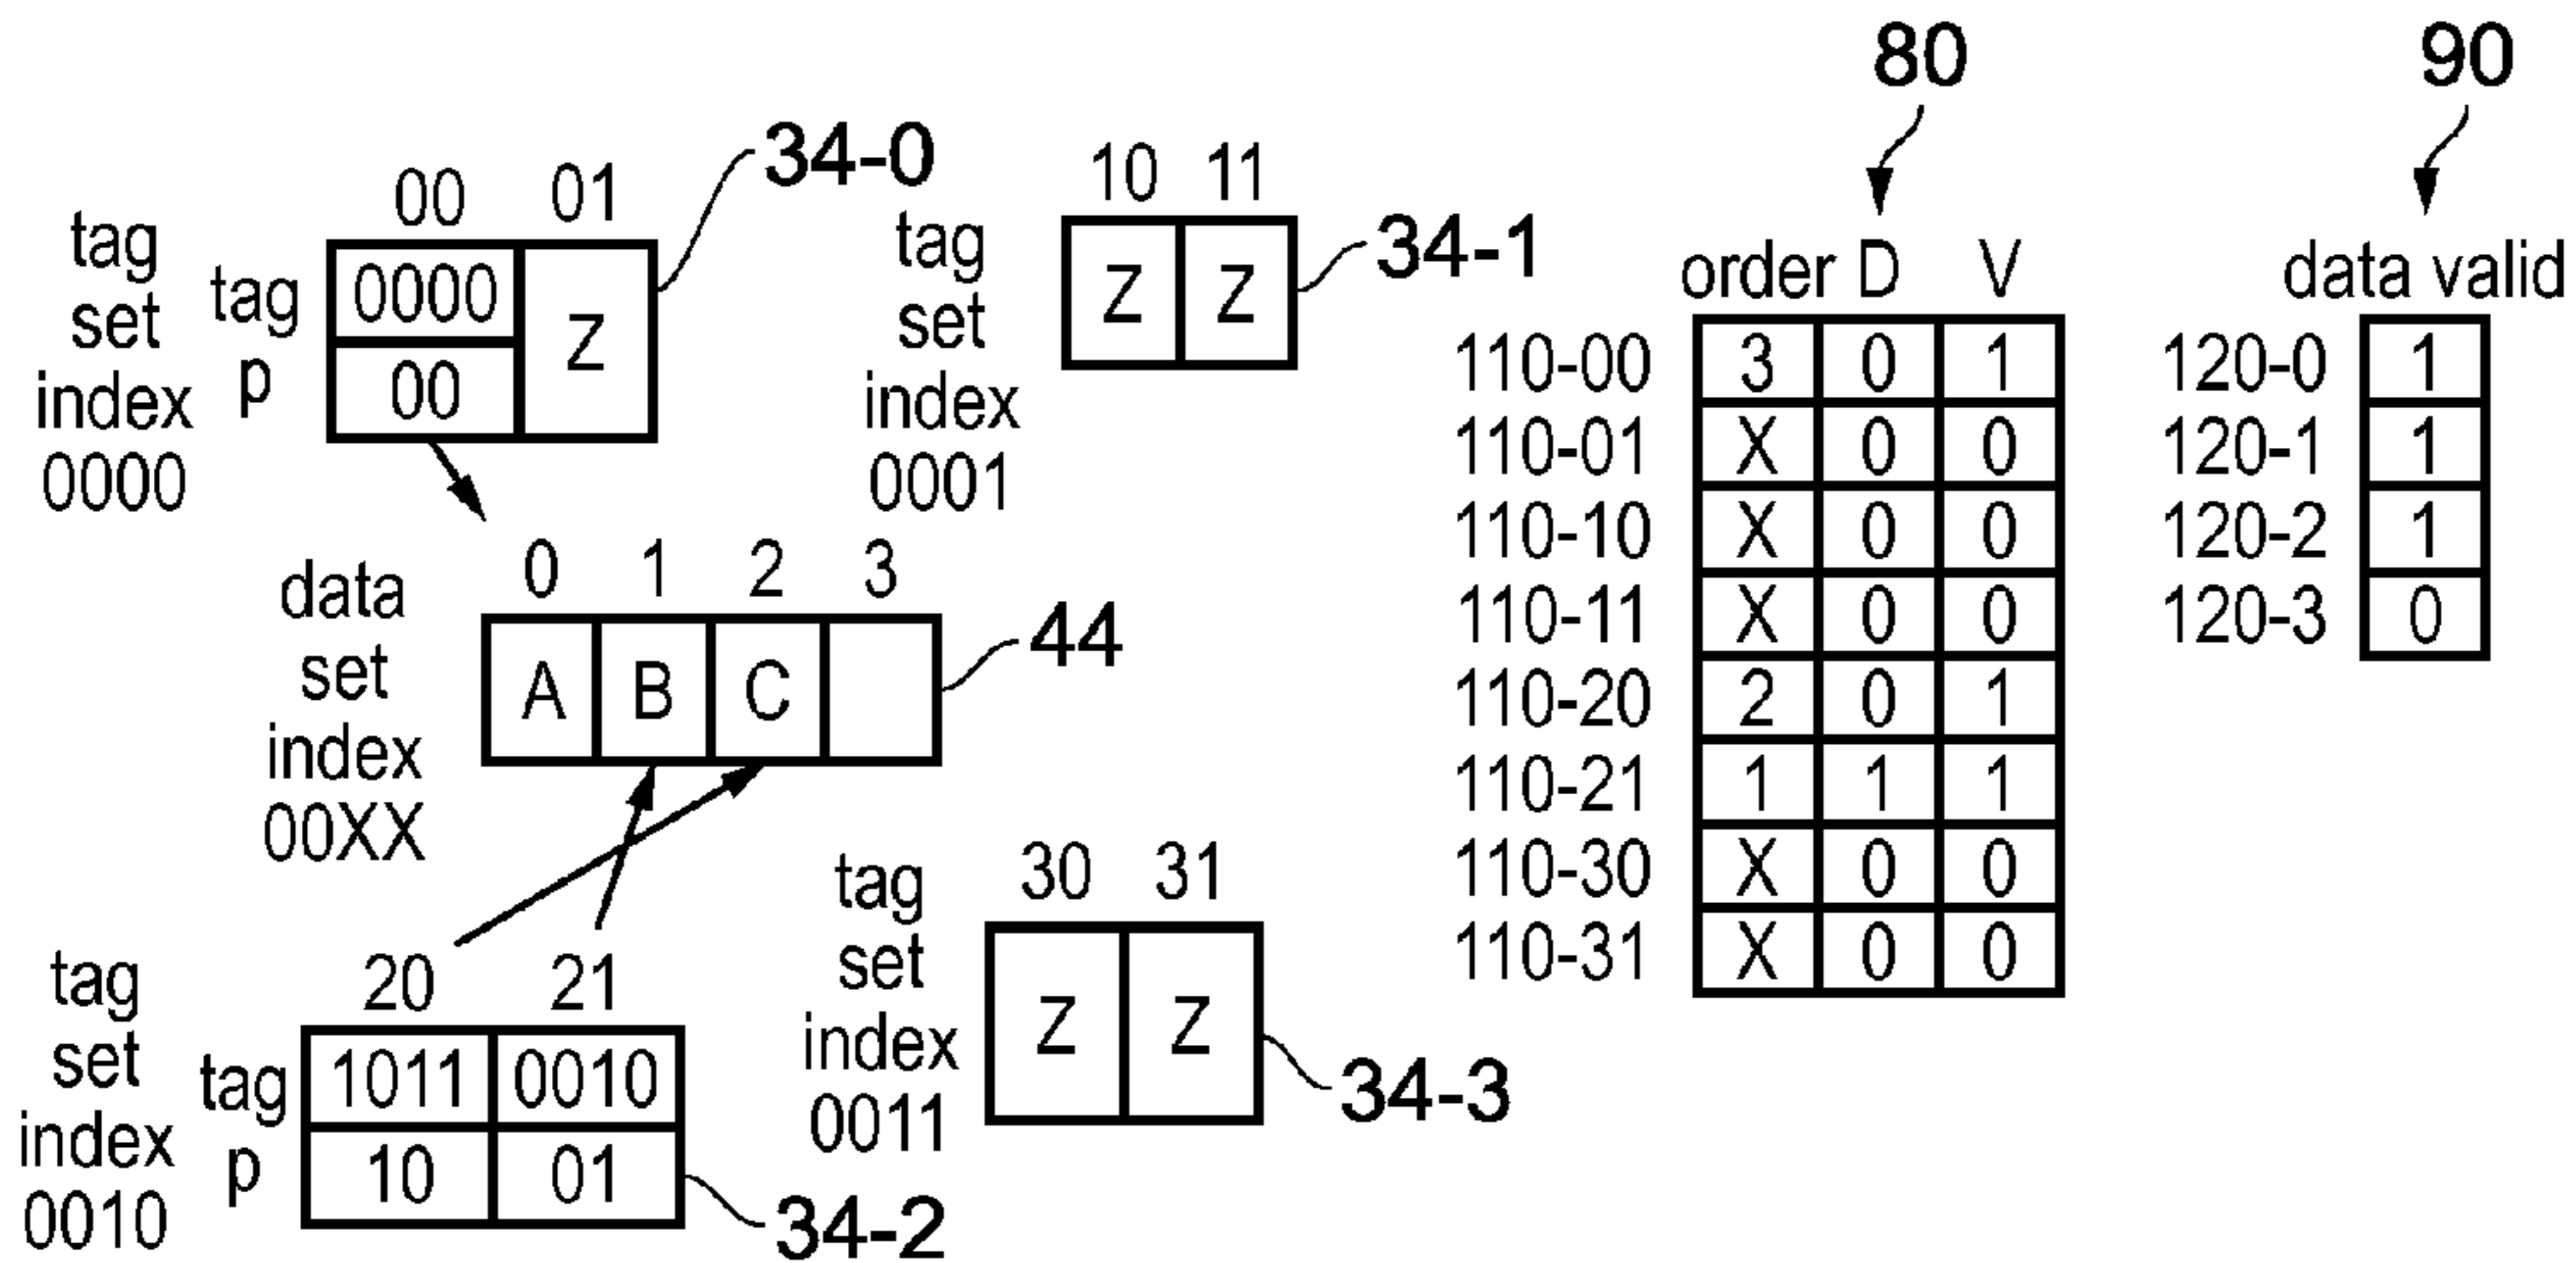 80
90
34-0
00 01
tag
set
index
0000
tag
p
0000
00
Z
10 11
34-1
tag
set
index
0001
Z Z
data
set
index
00XX
0 1 2 3
A B C
44
tag
set
index
0010
tag
p
20 21
1011 0010
10 01
34-2
tag
set
index
0011
30 31
Z Z
34-3
order D V
110-00 3 0 1
110-01 X 0 0
110-10 X 0 0
110-11 X 0 0
110-20 2 0 1
110-21 1 1 1
110-30 X 0 0
110-31 X 0 0
data valid
120-0 1
120-1 1
120-2 1
120-3 0